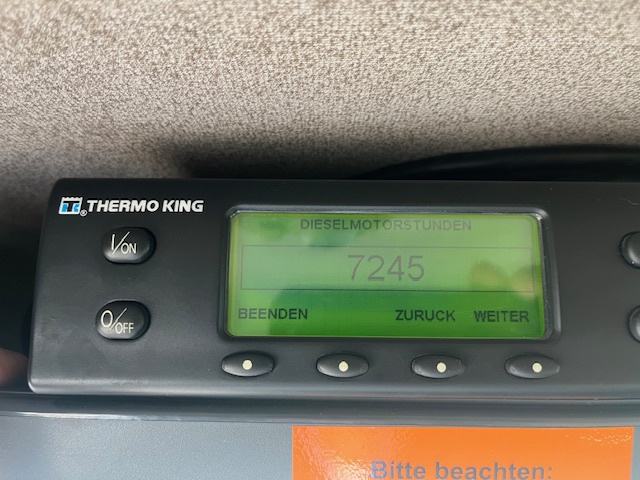 THERMO KING
I/ON
O/OFF
DIESELMOTORSTUNDEN
7245
BEENDEN ZURUCK WEITER
Bitte beachten: